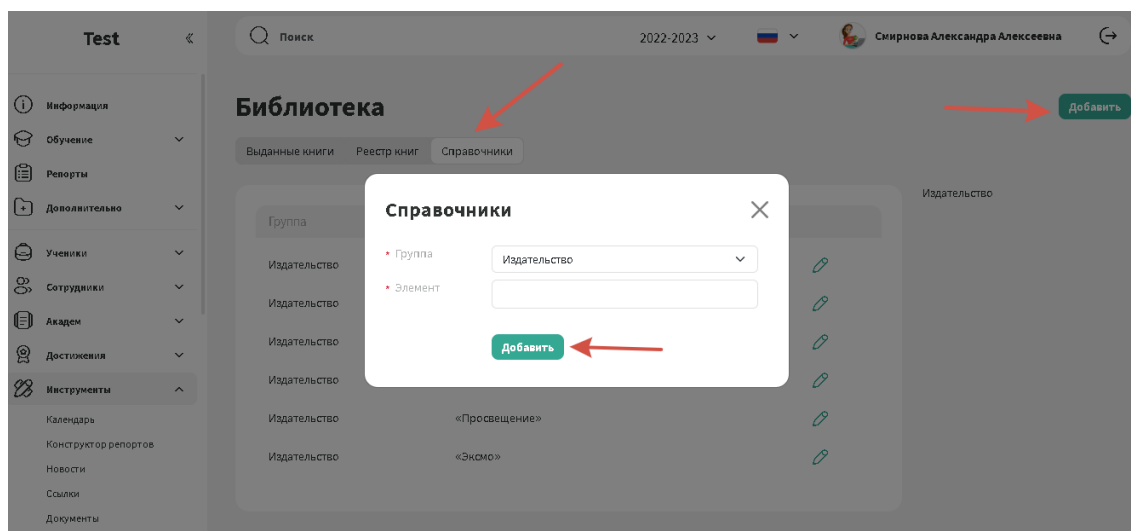 Test
Поиск
2022-2023
Смирнова Александра Алексеевна
Информация
Обучение
Репорты
Дополнительно
Ученики
Сотрудники
Академ
Достижения
Инструменты
Календарь
Конструктор репортов
Новости
Ссылки
Документы
Библиотека
Добавить
Выданные книги Реестр книг Справочники
Группа
Издательство
Издательство
Издательство
Издательство
Издательство «Просвещение»
Издательство «Эксмо»
Издательство
Справочники
* Группа Издательство
* Элемент
Добавить